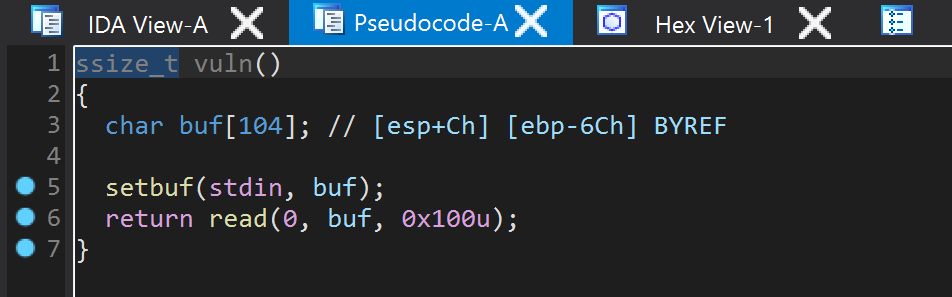 IDA View-A Pseudocode-A Hex View-1
1 ssize_t vuln()
2 {
3   char buf[104]; // [esp+Ch] [ebp-6Ch] BYREF
4
5   setbuf(stdin, buf);
6   return read(0, buf, 0x100u);
7 }